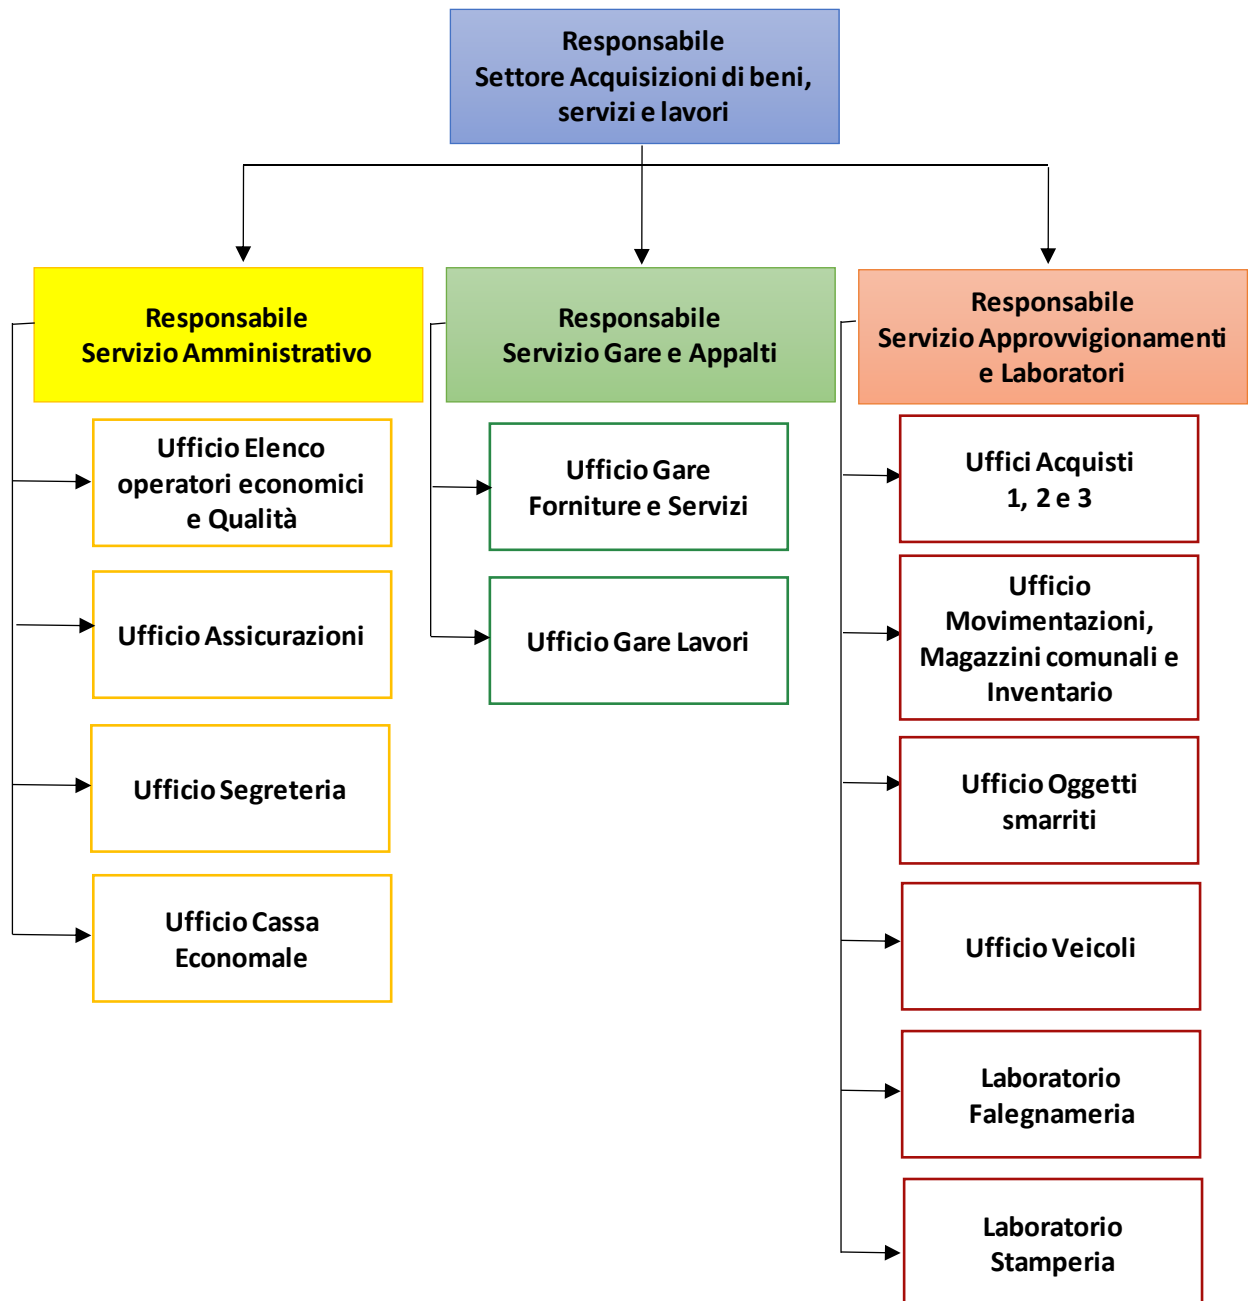 Responsabile
Settore Acquisizioni di beni,
servizi e lavori
Responsabile
Servizio Amministrativo
Ufficio Elenco
operatori economici
e Qualità
Ufficio Assicurazioni
Ufficio Segreteria
Ufficio Cassa
Economale
Responsabile
Servizio Gare e Appalti
Ufficio Gare
Forniture e Servizi
Ufficio Gare Lavori
Responsabile
Servizio Approvvigionamenti
e Laboratori
Uffici Acquisti
1, 2 e 3
Ufficio
Movimentazioni,
Magazzini comunali e
Inventario
Ufficio Oggetti
smarriti
Ufficio Veicoli
Laboratorio
Falegnameria
Laboratorio
Stamperia